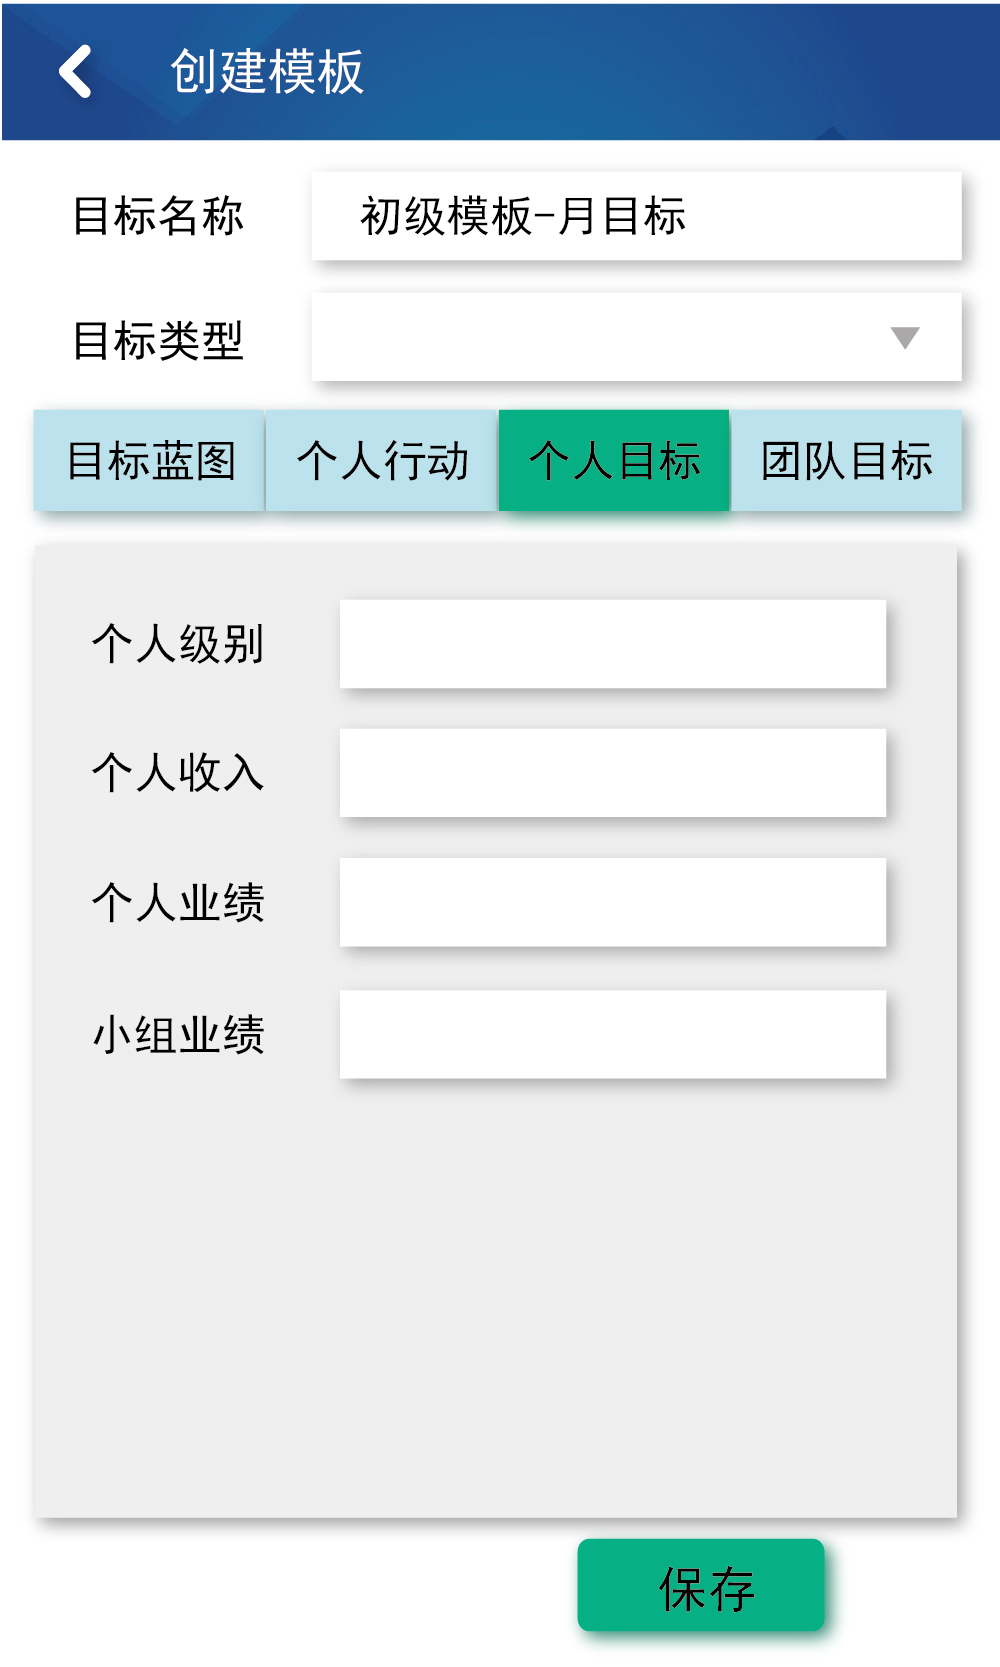 创建模板
目标名称 初级模板-月目标
目标类型
目标蓝图 个人行动 个人目标 团队目标
个人级别
个人收入
个人业绩
小组业绩
保存